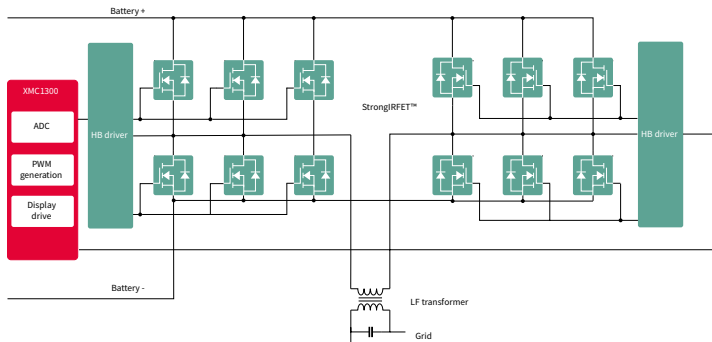 Battery +
XMC1300
ADC
PWM
generation
Display
drive
HB driver
StrongIRFET™
HB driver
Battery -
LF transformer
Grid